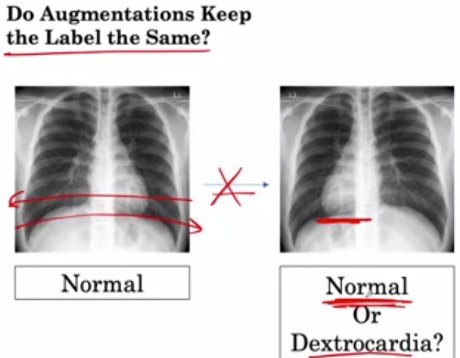 Do Augmentations Keep
the Label the Same?
Normal
Normal
Or
Dextrocardia?